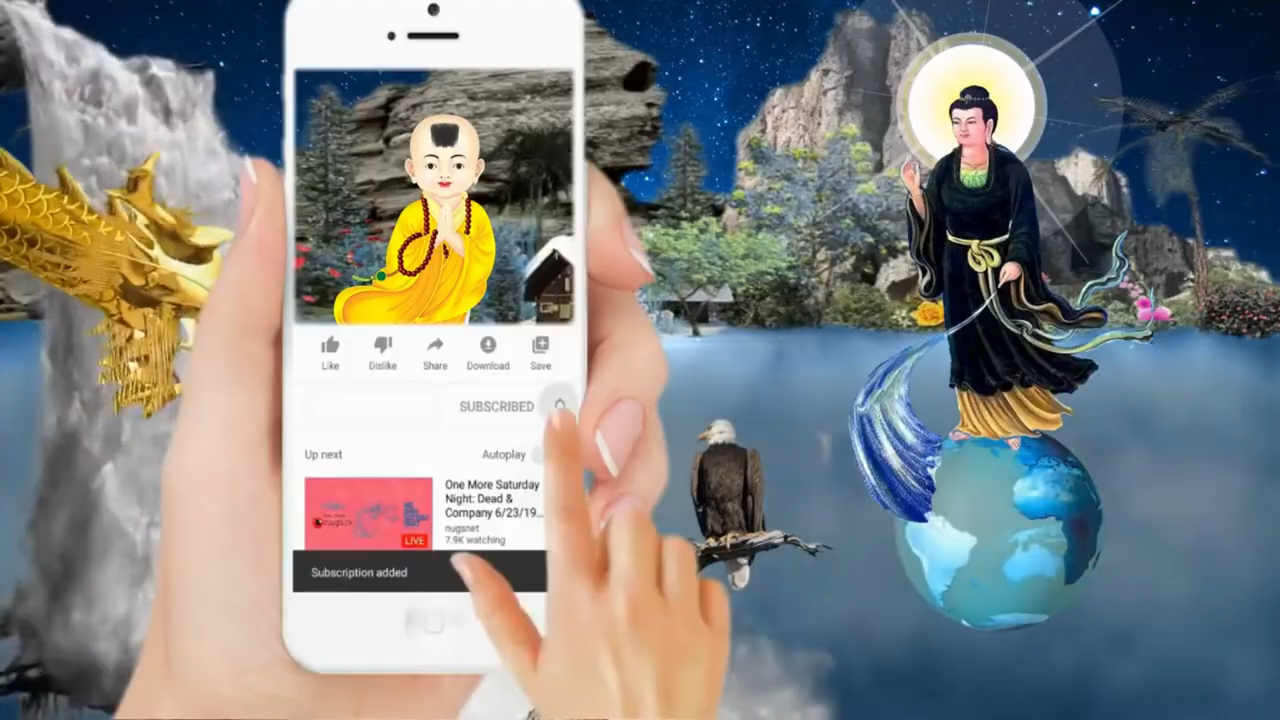 Like Dislike Share Download Save
SUBSCRIBED
Up next Autoplay
One More Saturday
Night: Dead &
Company 6/23/19...
nugsnet
7.9K watching
LIVE
Subscription added